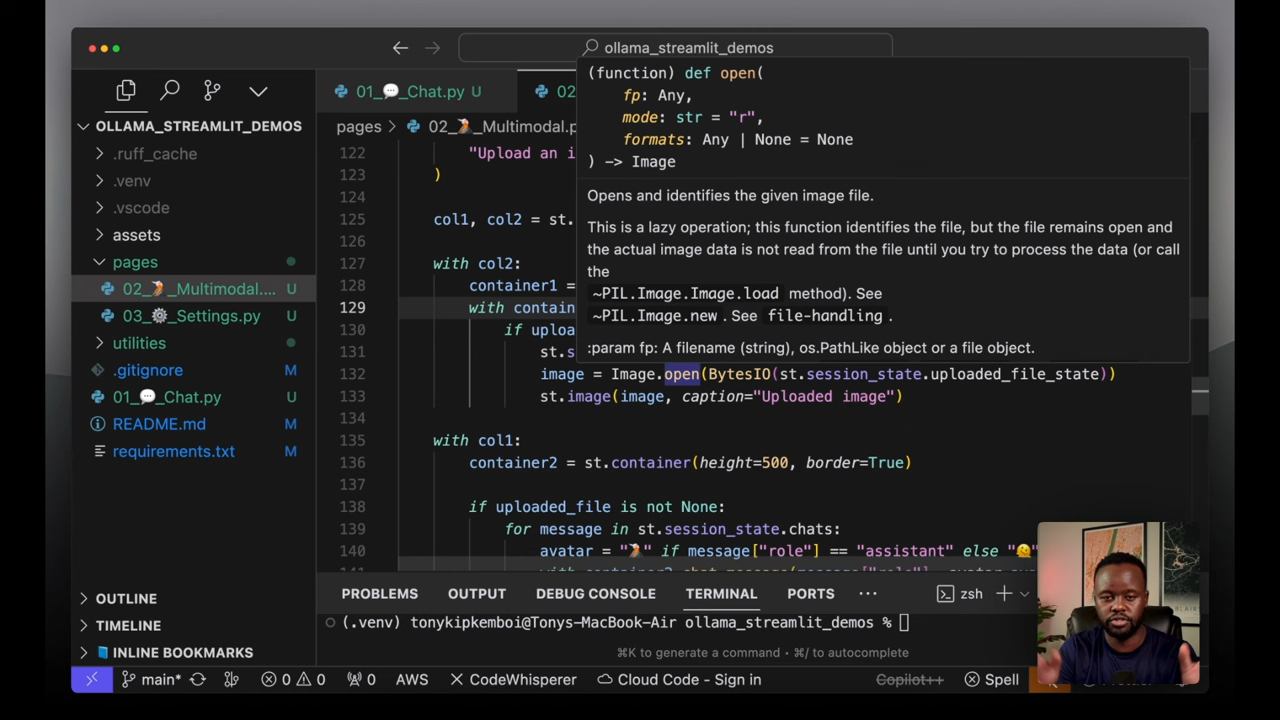 ollama_streamlit_demos
OLLAMA_STREAMLIT_DEMOS
.ruff_cache
.venv
.vscode
assets
pages
02_🦩_Multimodal.... U
03_⚙️_Settings.py U
utilities
.gitignore M
01_💬_Chat.py U
README.md M
requirements.txt M
OUTLINE
TIMELINE
INLINE BOOKMARKS
01_💬_Chat.py U
02
pages > 02_🦩_Multimodal.p
(function) def open(
fp: Any,
mode: str = "r",
formats: Any | None = None
) -> Image
Opens and identifies the given image file.
This is a lazy operation; this function identifies the file, but the file remains open and
the actual image data is not read from the file until you try to process the data (or call
the
~PIL.Image.Image.load method). See
~PIL.Image.new . See file-handling .
:param fp: A filename (string), os.PathLike object or a file object.
122 "Upload an i
123 )
124
125 col1, col2 = st.
126
127 with col2:
128 container1 =
129 with contain
130 if uploa
131 st.s
132 image = Image.open(BytesIO(st.session_state.uploaded_file_state))
133 st.image(image, caption="Uploaded image")
134
135 with col1:
136 container2 = st.container(height=500, border=True)
137
138 if uploaded_file is not None:
139 for message in st.session_state.chats:
140 avatar = "🦩" if message["role"] == "assistant" else "🫠"
PROBLEMS OUTPUT DEBUG CONSOLE TERMINAL PORTS ··· zsh
(.venv) tonykipkemboi@Tonys-MacBook-Air ollama_streamlit_demos %
⌘K to generate a command • ⌘/ to autocomplete
main* 0 0 0 AWS CodeWhisperer Cloud Code - Sign in Copilot++ Spell